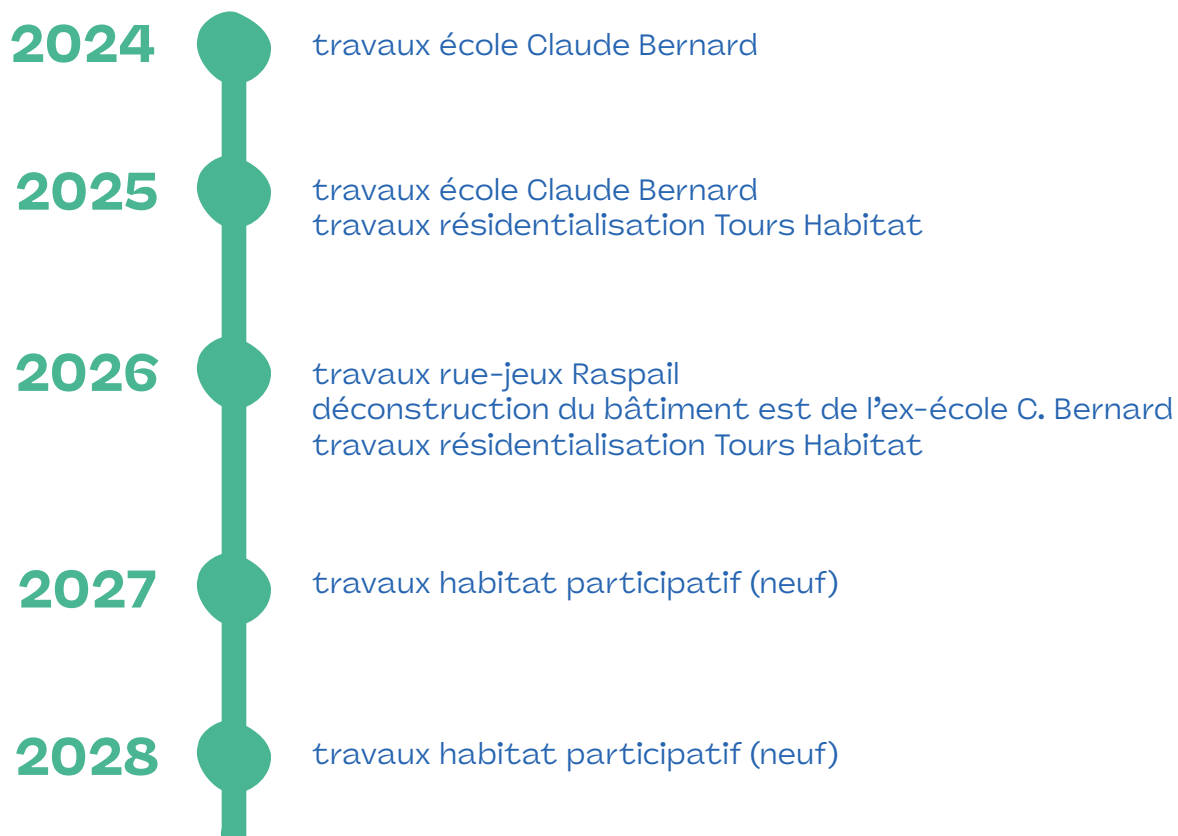 2024
travaux école Claude Bernard
2025
travaux école Claude Bernard
travaux résidentialisation Tours Habitat
2026
travaux rue-jeux Raspail
déconstruction du bâtiment est de l’ex-école C. Bernard
travaux résidentialisation Tours Habitat
2027
travaux habitat participatif (neuf)
2028
travaux habitat participatif (neuf)